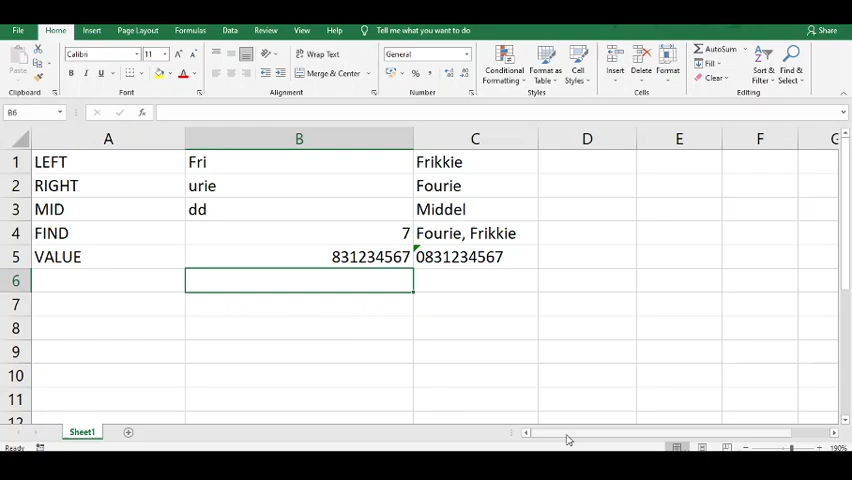 File Home Insert Page Layout Formulas Data Review View Help Tell me what you want to do Share
Calibri 11 A A Wrap Text General AutoSum
Paste B I U A Merge & Center % Conditional Formatting Format as Table Cell Styles Insert Delete Format Fill Clear Sort & Filter Find & Select
Clipboard Font Alignment Number Styles Cells Editing
B6 fx
A B C D E F G
1 LEFT Fri Frikkie
2 RIGHT urie Fourie
3 MID dd Middel
4 FIND 7 Fourie, Frikkie
5 VALUE 831234567 0831234567
6
7
8
9
10
11
12
Sheet1
Ready 190%